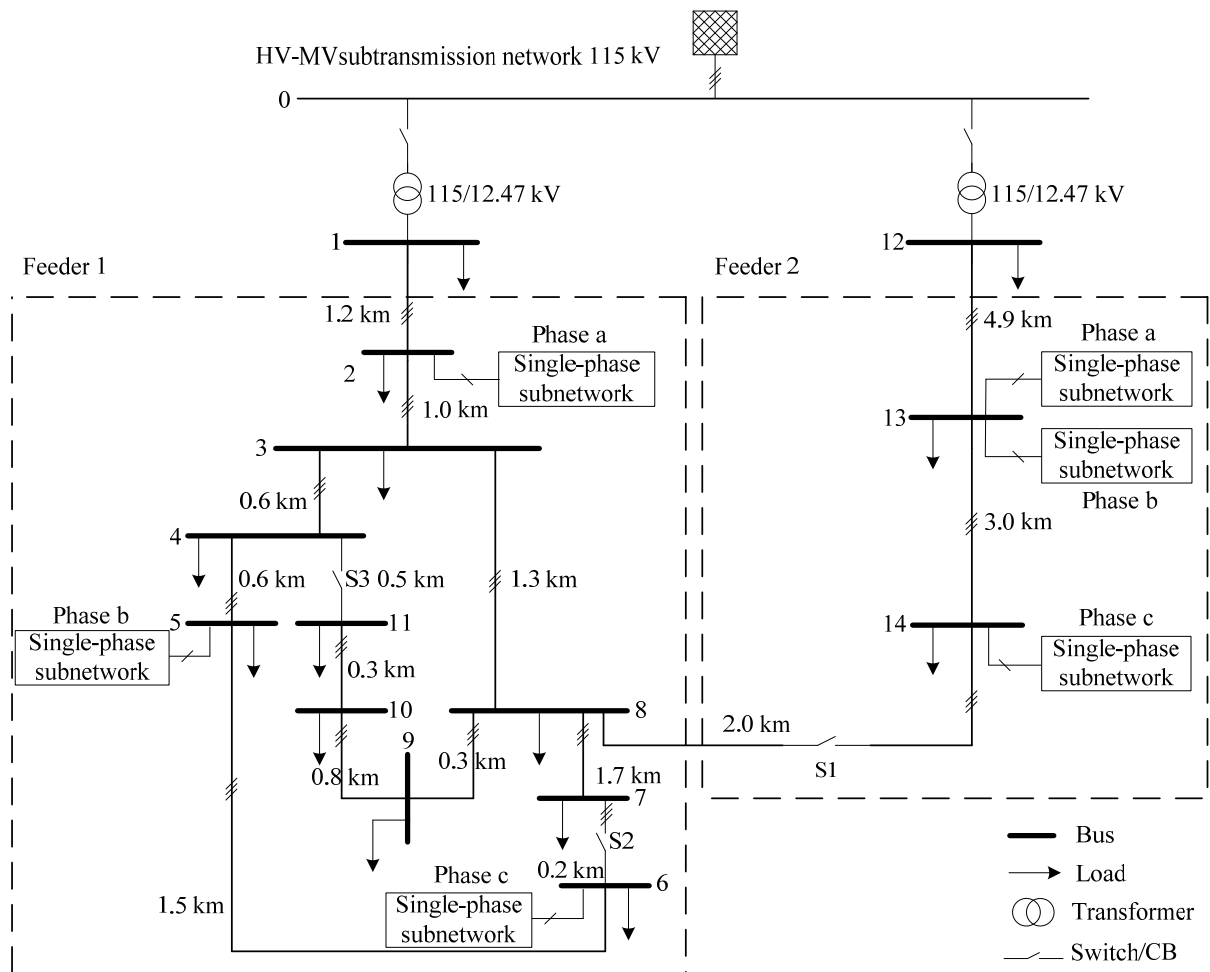 HV-MVsubtransmission network 115 kV
0
115/12.47 kV
115/12.47 kV
1
12
Feeder 1
Feeder 2
1.2 km
4.9 km
Phase a
Single-phase
subnetwork
2
1.0 km
Phase a
Single-phase
subnetwork
13
Single-phase
subnetwork
Phase b
3
0.6 km
3.0 km
4
0.6 km
S3 0.5 km
1.3 km
Phase b
Single-phase
subnetwork
5
11
14
Phase c
Single-phase
subnetwork
0.3 km
10
8
9
2.0 km
S1
0.8 km
0.3 km
1.7 km
7
S2
0.2 km
6
Phase c
Single-phase
subnetwork
1.5 km
Bus
Load
Transformer
Switch/CB